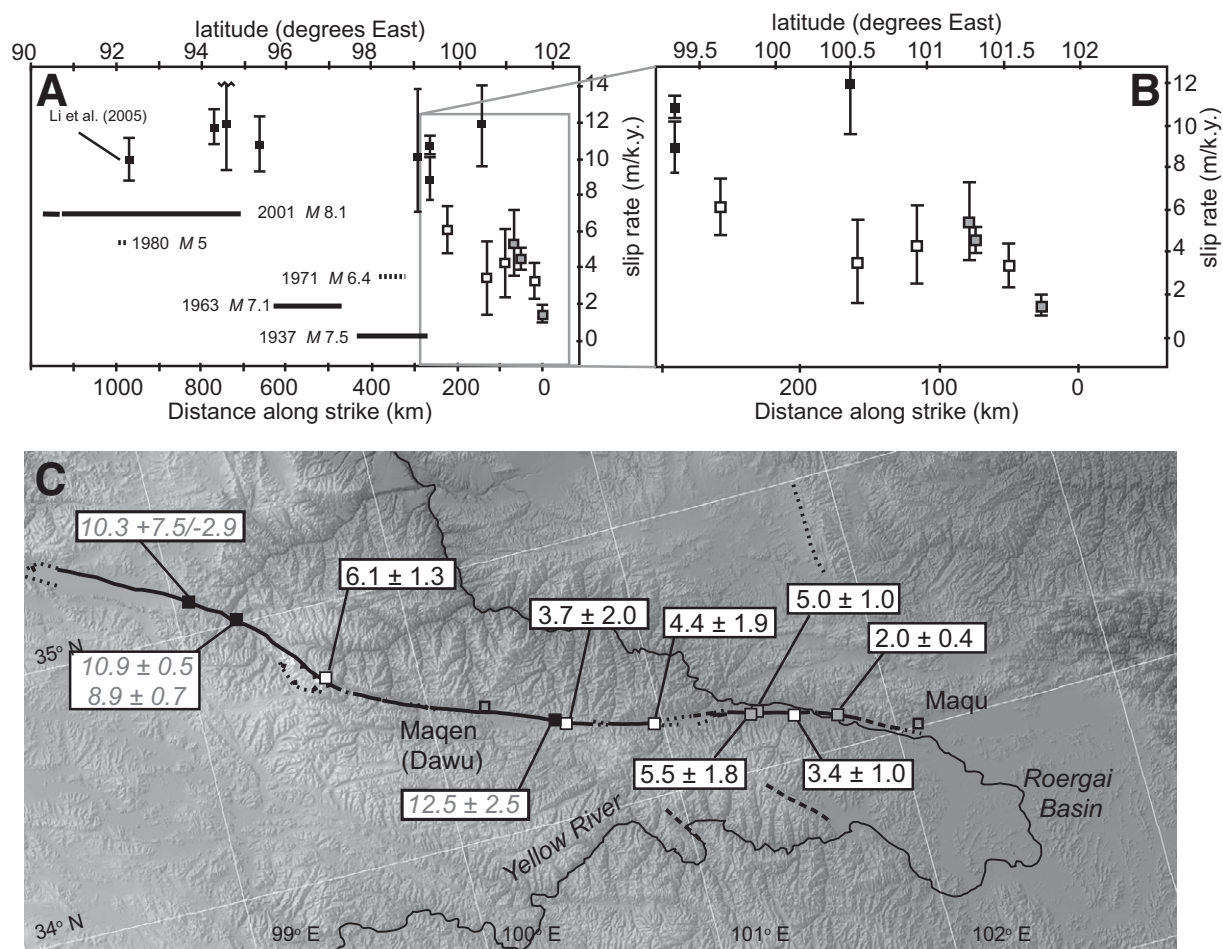 latitude (degrees East)
90 92 94 96 98 100 102
A
Li et al. (2005)
2001 M 8.1
1980 M 5
1971 M 6.4
1963 M 7.1
1937 M 7.5
14
12
10
8
6
4
2
0
slip rate (m/k.y.)
1000 800 600 400 200 0
Distance along strike (km)
latitude (degrees East)
99.5 100 100.5 101 101.5 102
B
12
10
8
6
4
2
0
slip rate (m/k.y.)
200 100 0
Distance along strike (km)
C
10.3 +7.5/-2.9
6.1 ± 1.3
3.7 ± 2.0
4.4 ± 1.9
5.0 ± 1.0
2.0 ± 0.4
35° N
10.9 ± 0.5
8.9 ± 0.7
Maqen
(Dawu)
Maqu
12.5 ± 2.5
5.5 ± 1.8
3.4 ± 1.0
Roergai
Basin
Yellow River
34° N
99° E 100° E 101° E 102° E